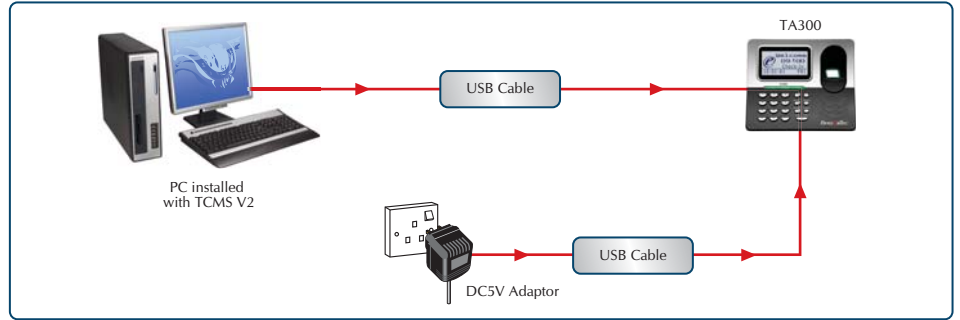 TA300
USB Cable
PC installed
with TCMS V2
USB Cable
DC5V Adaptor